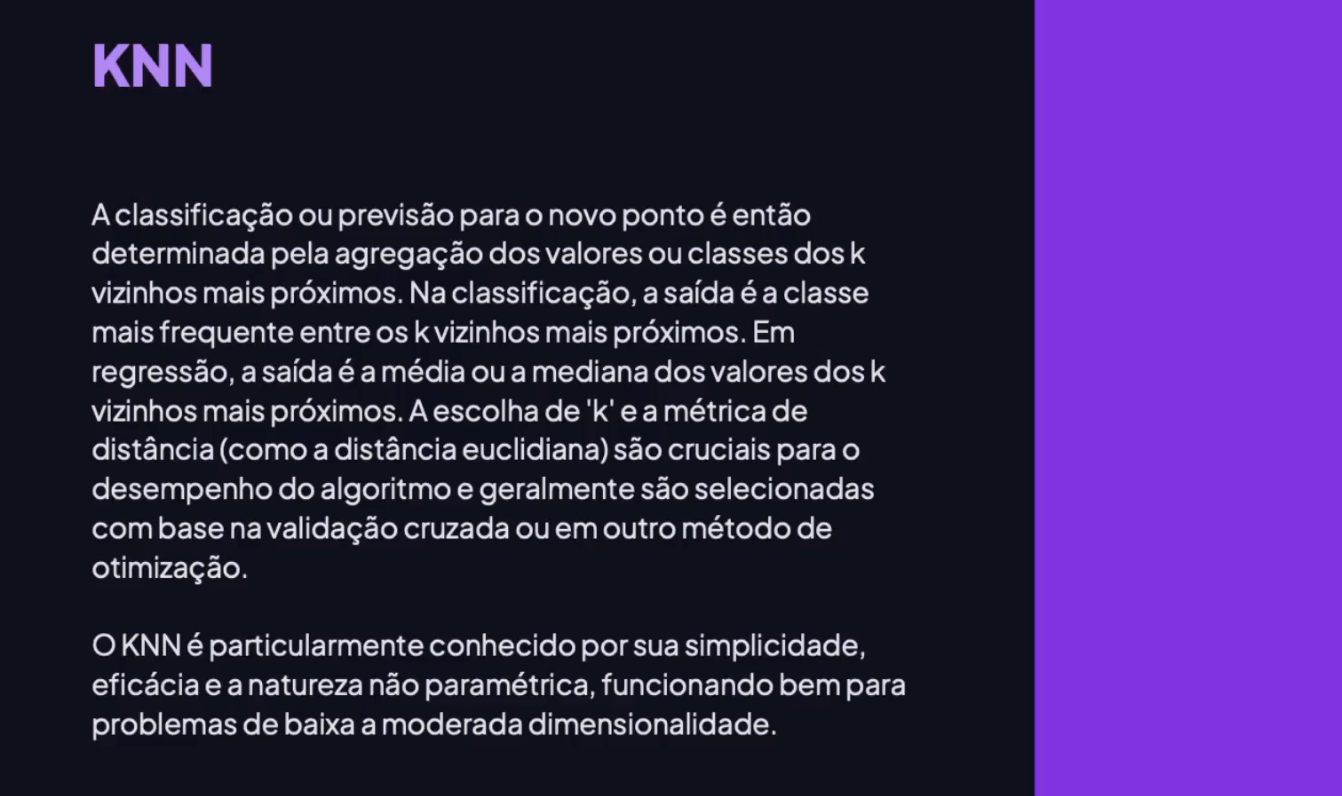 KNN
A classificação ou previsão para o novo ponto é então
determinada pela agregação dos valores ou classes dos k
vizinhos mais próximos. Na classificação, a saída é a classe
mais frequente entre os k vizinhos mais próximos. Em
regressão, a saída é a média ou a mediana dos valores dos k
vizinhos mais próximos. A escolha de 'k' e a métrica de
distância (como a distância euclidiana) são cruciais para o
desempenho do algoritmo e geralmente são selecionadas
com base na validação cruzada ou em outro método de
otimização.
O KNN é particularmente conhecido por sua simplicidade,
eficácia e a natureza não paramétrica, funcionando bem para
problemas de baixa a moderada dimensionalidade.